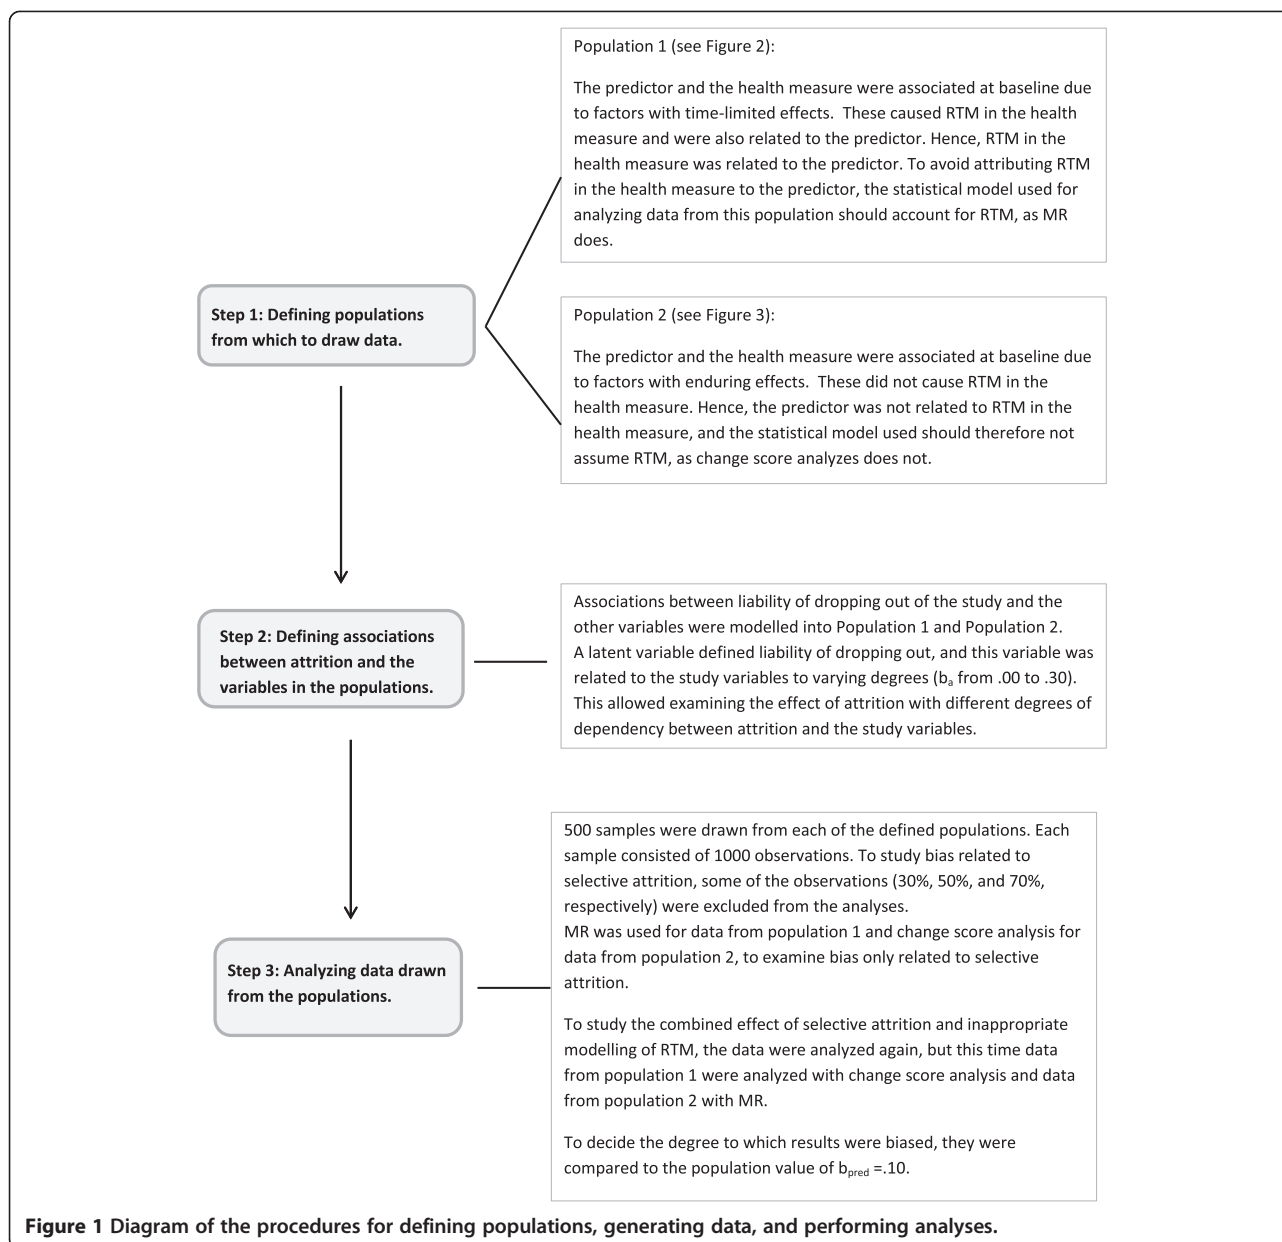 Population 1 (see Figure 2):
The predictor and the health measure were associated at baseline due
to factors with time-limited effects.  These caused RTM in the health
measure and were also related to the predictor. Hence, RTM in the
health measure was related to the predictor. To avoid attributing RTM
in the health measure to the predictor, the statistical model used for
analyzing data from this population should account for RTM, as MR
does.
Step 1: Defining populations
from which to draw data.
Population 2 (see Figure 3):
The predictor and the health measure were associated at baseline due
to factors with enduring effects.  These did not cause RTM in the
health measure. Hence, the predictor was not related to RTM in the
health measure, and the statistical model used should therefore not
assume RTM, as change score analyzes does not.
Step 2: Defining associations
between attrition and the
variables in the populations.
Associations between liability of dropping out of the study and the
other variables were modelled into Population 1 and Population 2.
A latent variable defined liability of dropping out, and this variable was
related to the study variables to varying degrees (ba from .00 to .30).
This allowed examining the effect of attrition with different degrees of
dependency between attrition and the study variables.
Step 3: Analyzing data drawn
from the populations.
500 samples were drawn from each of the defined populations. Each
sample consisted of 1000 observations. To study bias related to
selective attrition, some of the observations (30%, 50%, and 70%,
respectively) were excluded from the analyses.
MR was used for data from population 1 and change score analysis for
data from population 2, to examine bias only related to selective
attrition.
To study the combined effect of selective attrition and inappropriate
modelling of RTM, the data were analyzed again, but this time data
from population 1 were analyzed with change score analysis and data
from population 2 with MR.
To decide the degree to which results were biased, they were
compared to the population value of bpred =.10.
Figure 1 Diagram of the procedures for defining populations, generating data, and performing analyses.